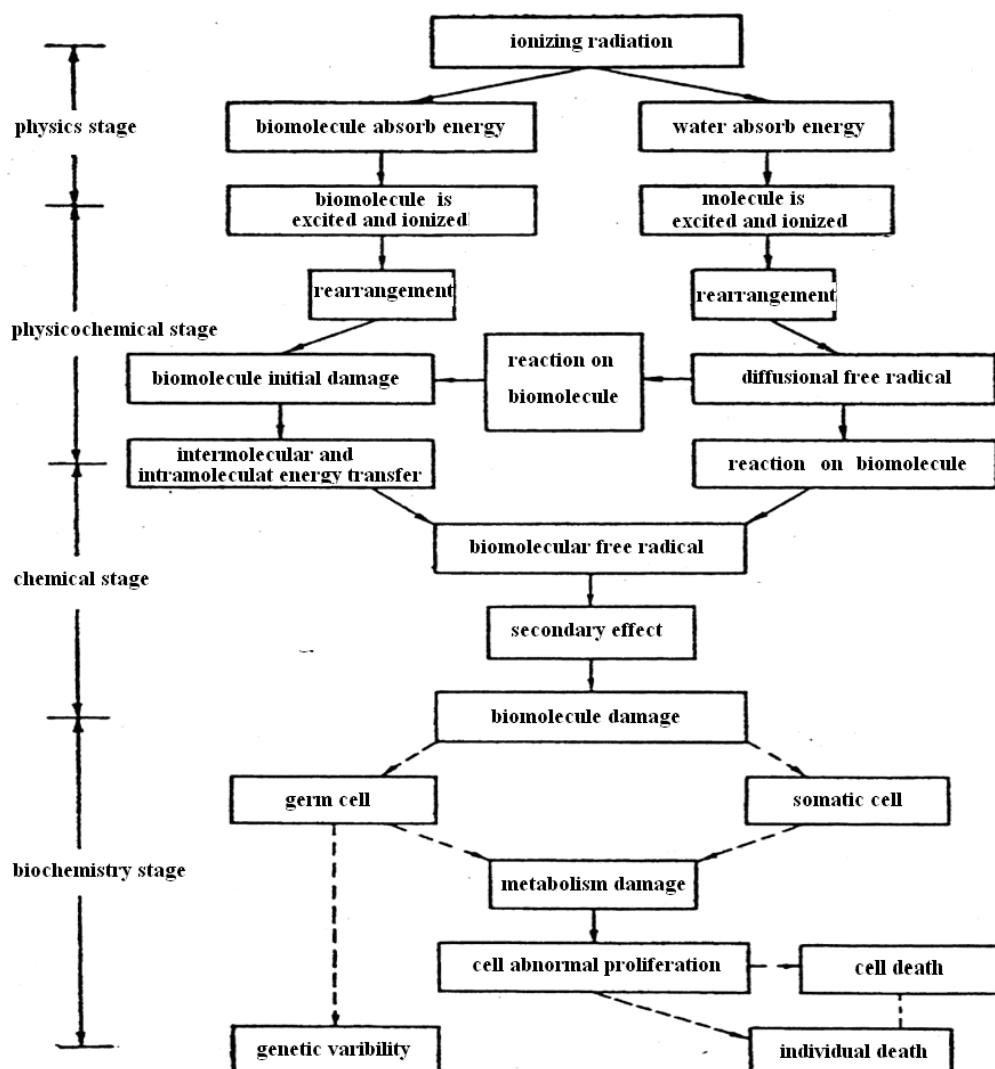 ionizing radiation
physics stage
biomolecule absorb energy
water absorb energy
biomolecule is
excited and ionized
molecule is
excited and ionized
rearrangement
rearrangement
physicochemical stage
biomolecule initial damage
reaction on
biomolecule
diffusional free radical
intermolecular and
intramoleculat energy transfer
reaction on biomolecule
biomolecular free radical
chemical stage
secondary effect
biomolecule damage
germ cell
somatic cell
biochemistry stage
metabolism damage
cell abnormal proliferation
cell death
genetic varibility
individual death